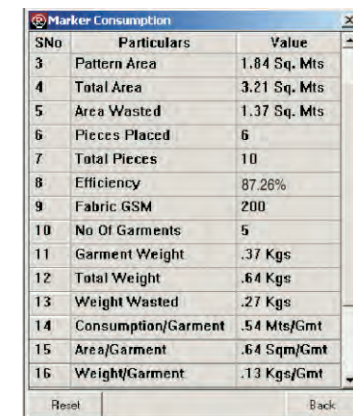 Marker Consumption
SNo Particulars Value
3 Pattern Area 1.84 Sq. Mts
4 Total Area 3.21 Sq. Mts
5 Area Wasted 1.37 Sq. Mts
6 Pieces Placed 6
7 Total Pieces 10
8 Efficiency 87.26%
9 Fabric GSM 200
10 No Of Garments 5
11 Garment Weight .37 Kgs
12 Total Weight .64 Kgs
13 Weight Wasted .27 Kgs
14 Consumption/Garment .54 Mts/Gmt
15 Area/Garment .64 Sqm/Gmt
16 Weight/Garment .13 Kgs/Gmt
Reset Back